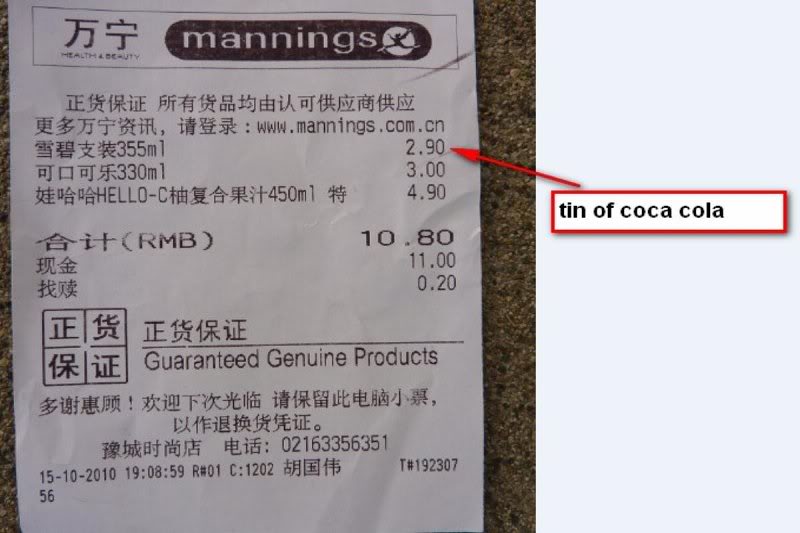 万宁 mannings
HEALTH & BEAUTY
正货保证 所有货品均由认可供应商供应
更多万宁资讯，请登录：www.mannings.com.cn
雪碧支装355ml 2.90
可口可乐330ml 3.00
娃哈哈HELLO-C柚复合果汁450ml 特 4.90
合计(RMB) 10.80
现金 11.00
找赎 0.20
正货
保证
正货保证
Guaranteed Genuine Products
多谢惠顾！欢迎下次光临 请保留此电脑小票，
以作退换货凭证。
豫城时尚店 电话: 02163356351
15-10-2010 19:08:59 R#01 C:1202 胡国伟 T#192307
56
tin of coca cola